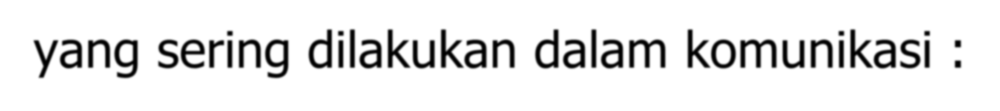 yang sering dilakukan dalam komunikasi :